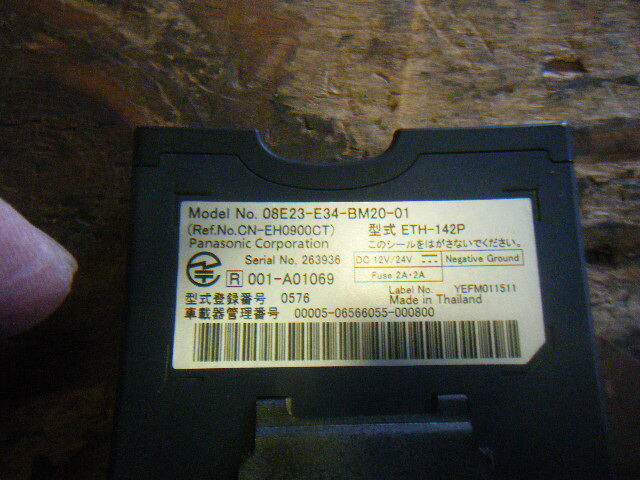 Model No. 08E23-E34-BM20-01
(Ref.No.CN-EH0900CT) 型式 ETH-142P
Panasonic Corporation このシールをはがさないでください。
Serial No. 263936 DC 12V/24V ⎓ Negative Ground
R 001-A01069 Fuse 2A・2A
Label No. YEFM011511
型式登録番号 0576 Made in Thailand
車載器管理番号 00005-06566055-000800